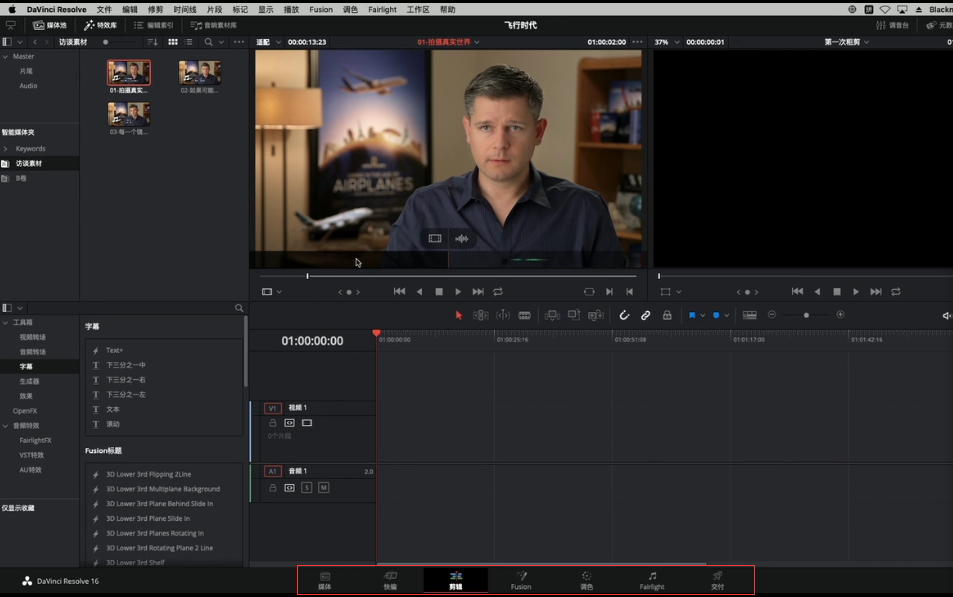 DaVinci Resolve 文件 编辑 修剪 时间线 片段 标记 显示 播放 Fusion 调色 Fairlight 工作区 帮助
媒体池 特效库 编辑索引 音响素材库 飞行时代 调音台 元数
访谈素材 适配 00:00:13:23 01-拍摄真实世界 01:00:02:00 37% 00:00:00:01 第一次粗剪
Master
片尾
Audio
01-拍摄真实... 02-如果可能...
03-每一个镜...
智能媒体夹
Keywords
访谈素材
B卷
AIRPLANES
工具箱
视频转场
音频转场
字幕
生成器
效果
OpenFX
音频特效
FairlightFX
VST特效
AU特效
仅显示收藏
字幕
Text+
下三分之一中
下三分之一右
下三分之一左
文本
滚动
Fusion标题
3D Lower 3rd Flipping 2Line
3D Lower 3rd Multiplane Background
3D Lower 3rd Plane Behind Slide In
3D Lower 3rd Plane Slide In
3D Lower 3rd Planes Rotating In
3D Lower 3rd Rotating Plane 2 Line
3D Lower 3rd Shelf
01:00:00:00
01:00:00:00 01:00:25:16 01:00:51:08 01:01:17:00 01:01:42:16
V1 视频 1
0个片段
A1 音频 1 2.0
S M
DaVinci Resolve 16
媒体 快编 剪辑 Fusion 调色 Fairlight 交付